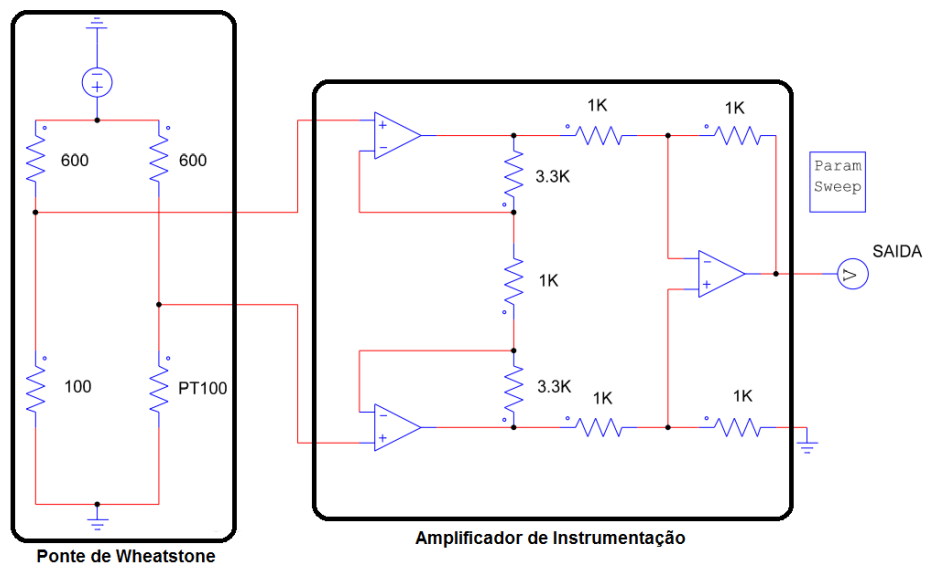 1K
1K
600
600
3.3K
Param
Sweep
SAIDA
V
1K
100
PT100
3.3K
1K
1K
Amplificador de Instrumentação
Ponte de Wheatstone